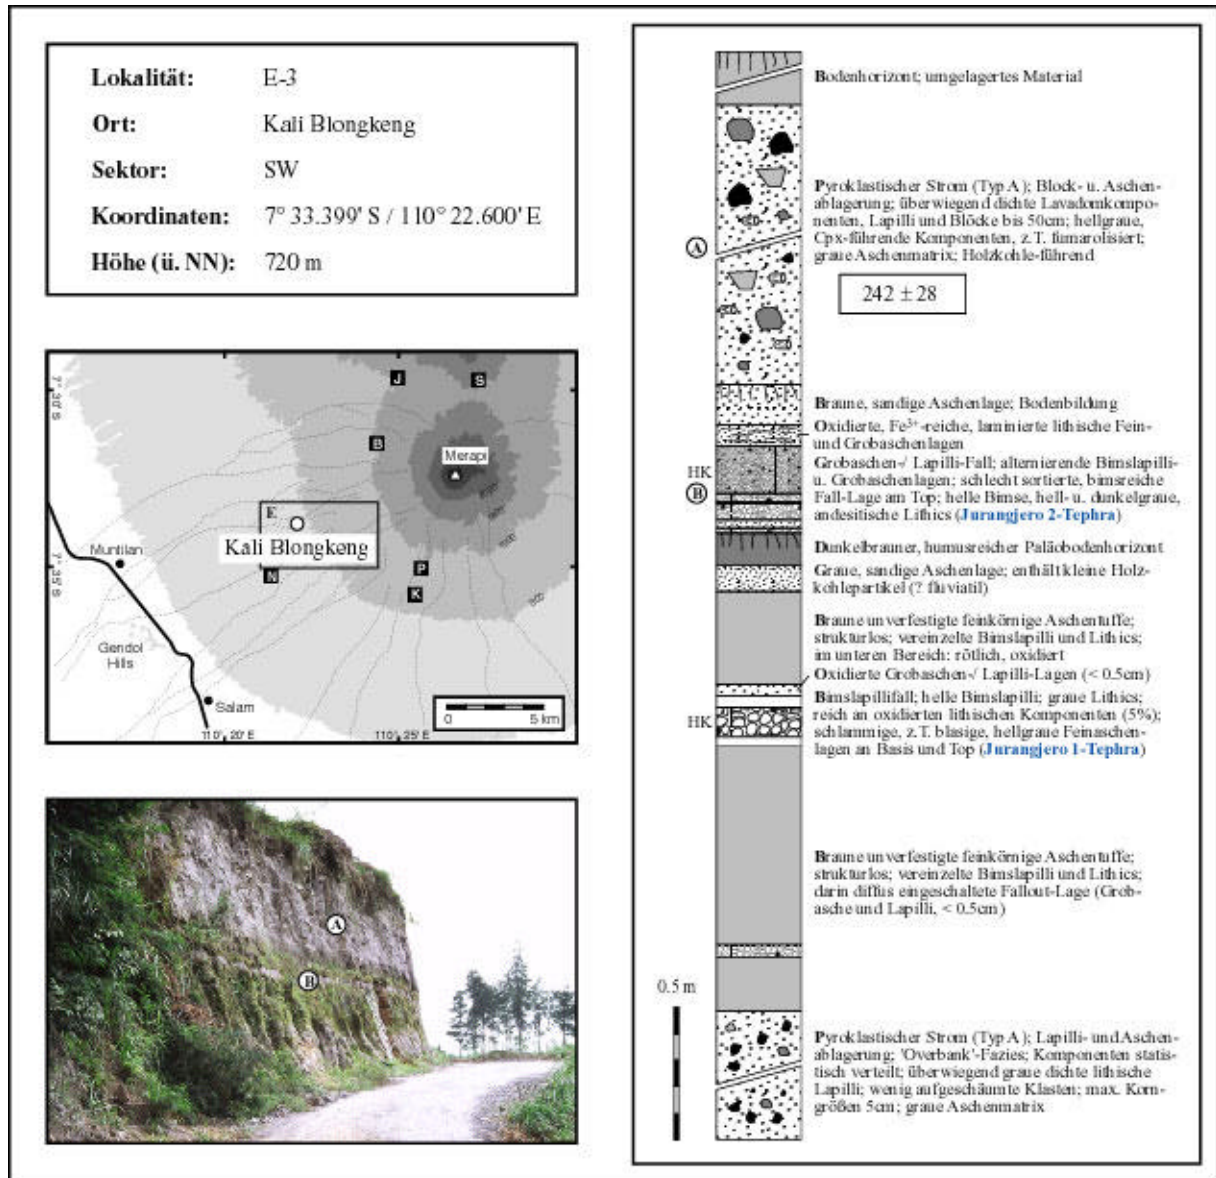 Lokalität: E-3
Ort: Kali Blongkeng
Sektor: SW
Koordinaten: 7° 33.399' S / 110° 22.600' E
Höhe (ü. NN): 720 m
7° 30' S
J
S
B
Merapi
E
Kali Blongkeng
Muntilan
N
P
K
7° 35' S
Gendol
Hills
Salam
0 5 km
110° 20' E 110° 25' E
A
B
Bodenhorizont; umgelagertes Material
Pyroklastischer Strom (Typ A); Block- u. Aschen-
ablagerung; überwiegend dichte Lavadomkompo-
nenten, Lapilli und Blöcke bis 50cm; hellgraue,
Cpx-führende Komponenten, z.T. fumarolisiert;
graue Aschenmatrix; Holzkohle-führend
A
242 ± 28
Braune, sandige Aschenlage; Bodenbildung
Oxidierte, Fe³⁺-reiche, laminierte lithische Fein-
und Grobaschenlagen
HK
B
Grobaschen-/ Lapilli-Fall; alternierende Bimslapilli-
u. Grobaschenlagen; schlecht sortierte, bimsreiche
Fall-Lage am Top; helle Bimse, hell- u. dunkelgraue,
andesitische Lithics (Jurangjero 2-Tephra)
Dunkelbrauner, humusreicher Paläobodenhorizont
Graue, sandige Aschenlage; enthält kleine Holz-
kohlepartikel (? fluviatil)
Braune unverfestigte feinkörnige Aschentuffe;
strukturlos; vereinzelte Bimslapilli und Lithics;
im unteren Bereich: rötlich, oxidiert
Oxidierte Grobaschen-/ Lapilli-Lagen (< 0.5cm)
HK
Bimslapillifall; helle Bimslapilli; graue Lithics;
reich an oxidierten lithischen Komponenten (5%);
schlammige, z.T. blasige, hellgraue Feinaschen-
lagen an Basis und Top (Jurangjero 1-Tephra)
Braune unverfestigte feinkörnige Aschentuffe;
strukturlos; vereinzelte Bimslapilli und Lithics;
darin diffus eingeschaltete Fallout-Lage (Grob-
asche und Lapilli, < 0.5cm)
0.5 m
Pyroklastischer Strom (Typ A); Lapilli- und Aschen-
ablagerung; 'Overbank'-Fazies; Komponenten statis-
tisch verteilt; überwiegend graue dichte lithische
Lapilli; wenig aufgeschäumte Klasten; max. Korn-
größen 5cm; graue Aschenmatrix